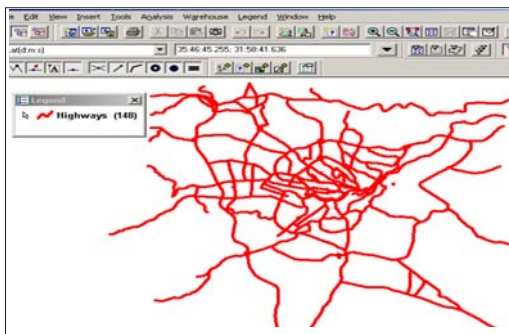 Edit View Insert Tools Analysis Warehouse Legend Window Help
35:46:45.255; 31:58:41.636
Legend
Highways (148)